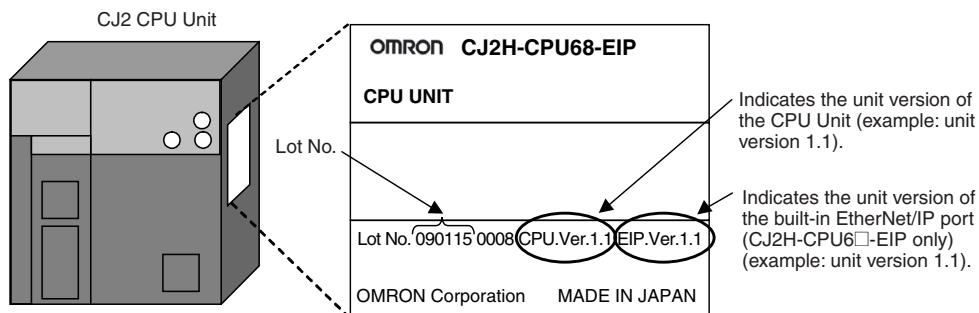 CJ2 CPU Unit
OMRON CJ2H-CPU68-EIP
CPU UNIT
Lot No.
Lot No. 090115 0008 CPU.Ver.1.1 EIP.Ver.1.1
OMRON Corporation MADE IN JAPAN
Indicates the unit version of
the CPU Unit (example: unit
version 1.1).
Indicates the unit version of
the built-in EtherNet/IP port
(CJ2H-CPU6□-EIP only)
(example: unit version 1.1).